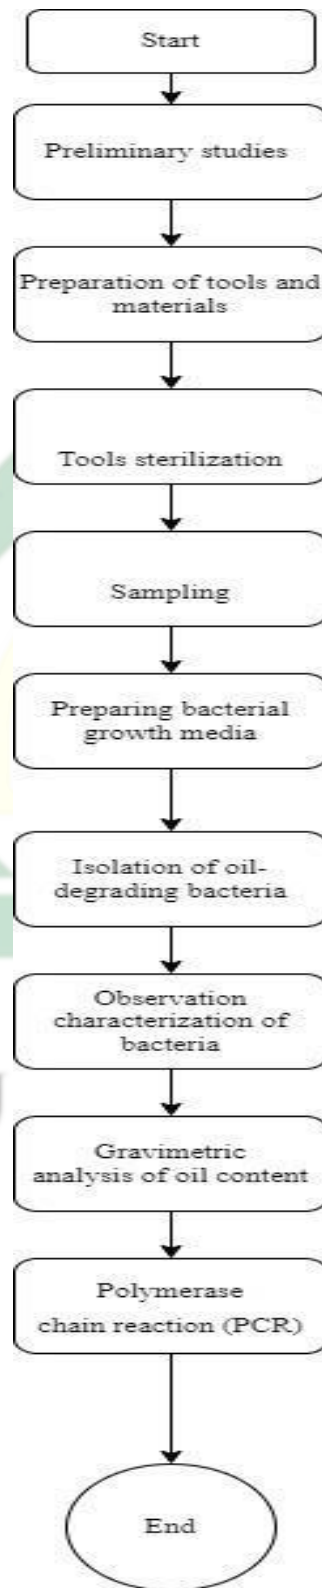 Start
Preliminary studies
Preparation of tools and
materials
Tools sterilization
Sampling
Preparing bacterial
growth media
Isolation of oil-
degrading bacteria
Observation
characterization of
bacteria
Gravimetric
analysis of oil content
Polymerase
chain reaction (PCR)
End